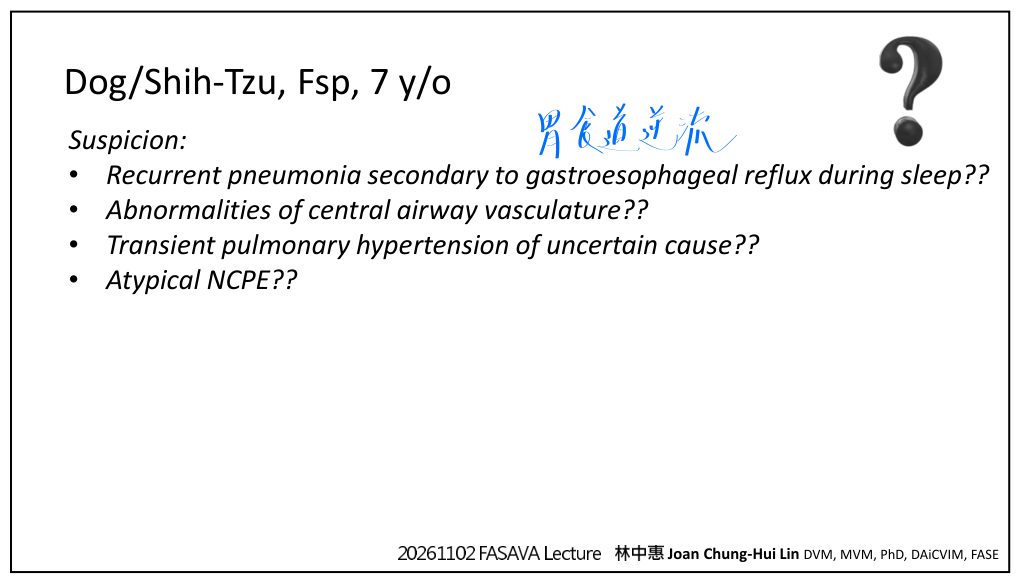 Dog/Shih-Tzu, Fsp, 7 y/o
Suspicion:
胃食道逆流
• Recurrent pneumonia secondary to gastroesophageal reflux during sleep??
• Abnormalities of central airway vasculature??
• Transient pulmonary hypertension of uncertain cause??
• Atypical NCPE??
20261102 FASAVA Lecture 林中惠 Joan Chung-Hui Lin DVM, MVM, PhD, DAiCVIM, FASE